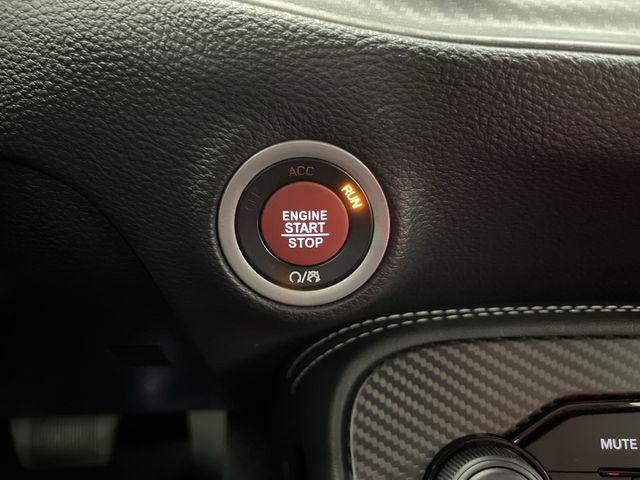 ACC
RUN
ENGINE
START
STOP
/
MUTE